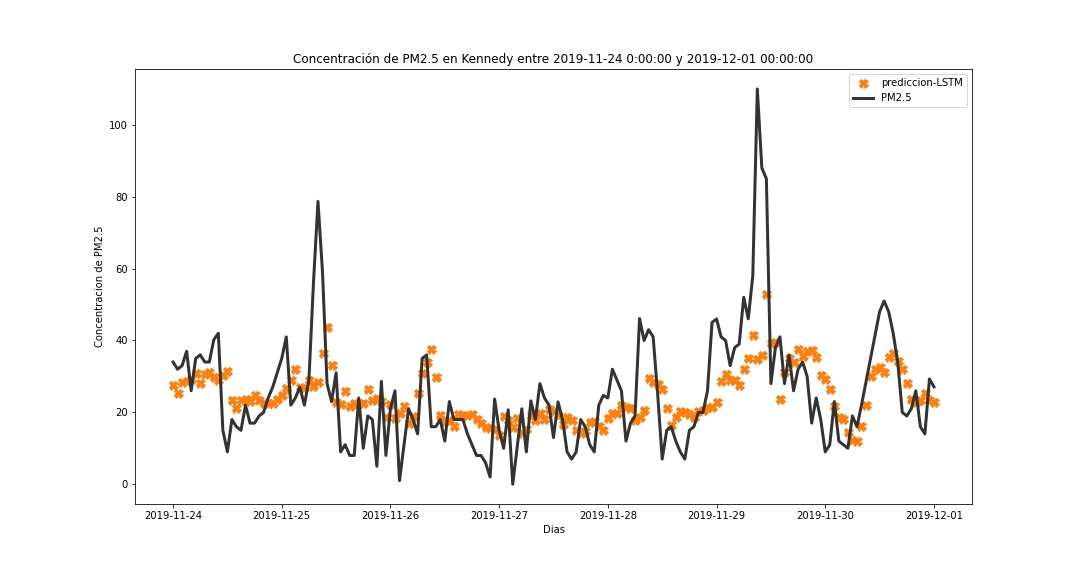 Concentración de PM2.5 en Kennedy entre 2019-11-24 0:00:00 y 2019-12-01 00:00:00
prediccion-LSTM
PM2.5
Concentracion de PM2.5
100
80
60
40
20
0
2019-11-24 2019-11-25 2019-11-26 2019-11-27 2019-11-28 2019-11-29 2019-11-30 2019-12-01
Dias